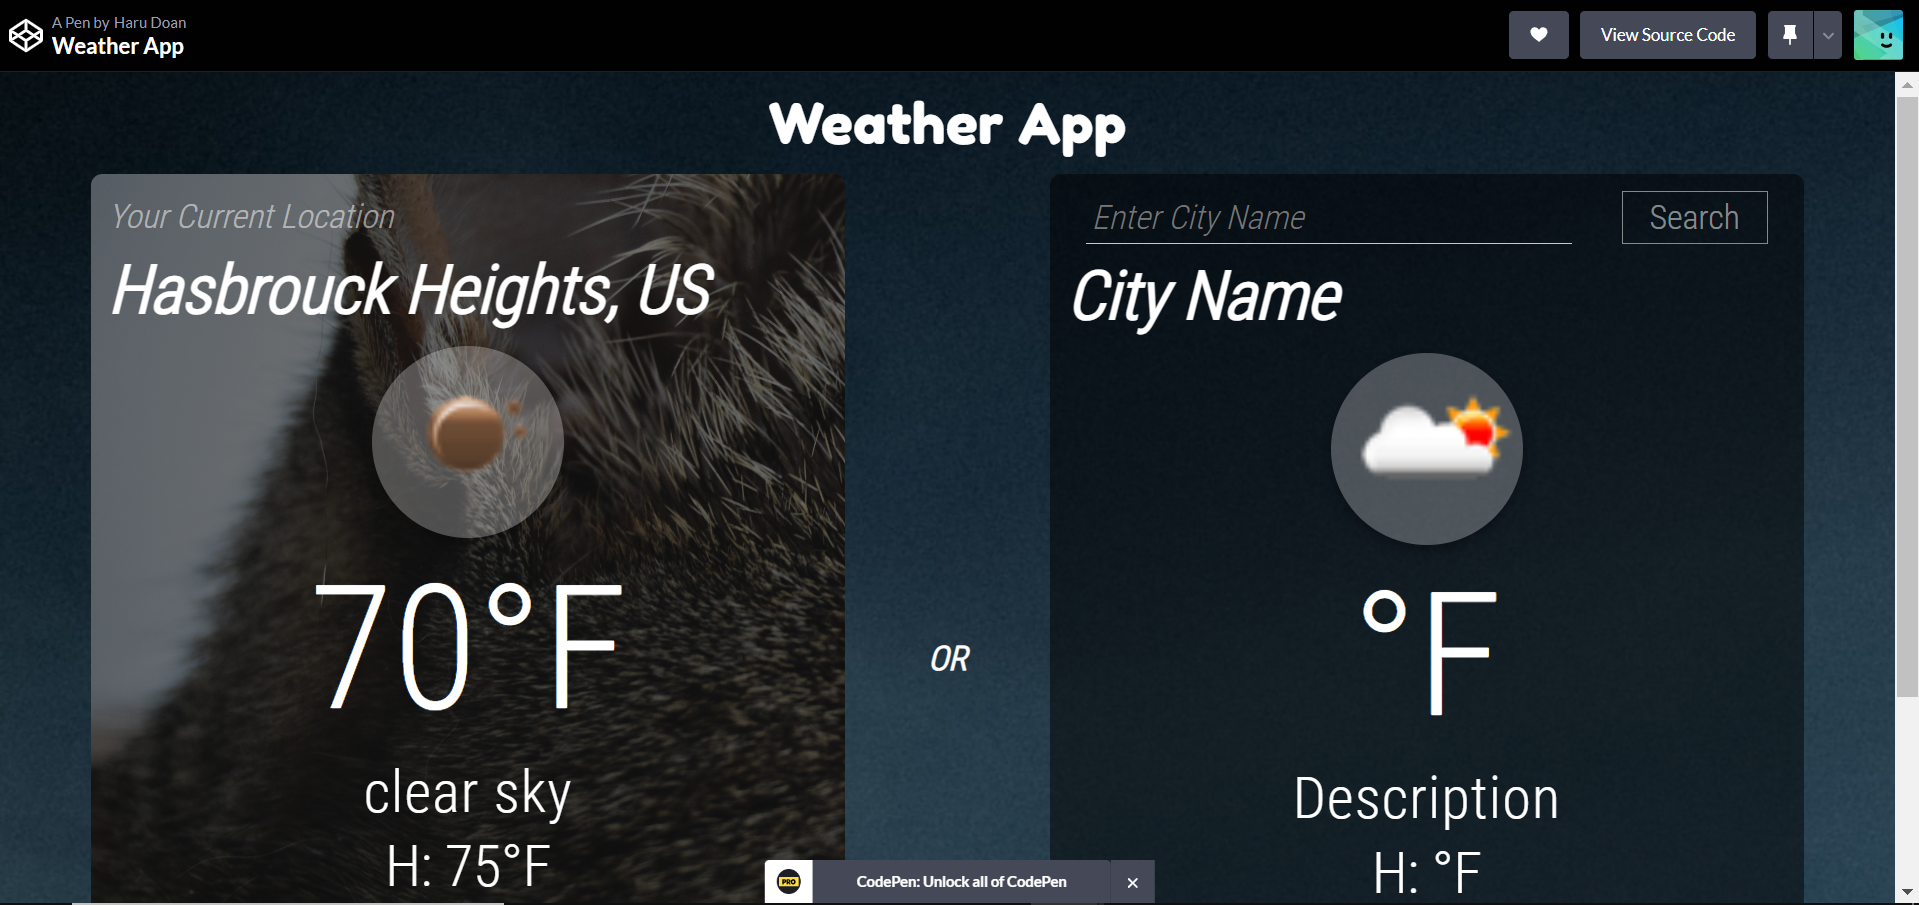 A Pen by Haru Doan
Weather App
View Source Code
Weather App
Your Current Location
Hasbrouck Heights, US
70°F
clear sky
H: 75°F
OR
Enter City Name
Search
City Name
°F
Description
H: °F
PRO
CodePen: Unlock all of CodePen